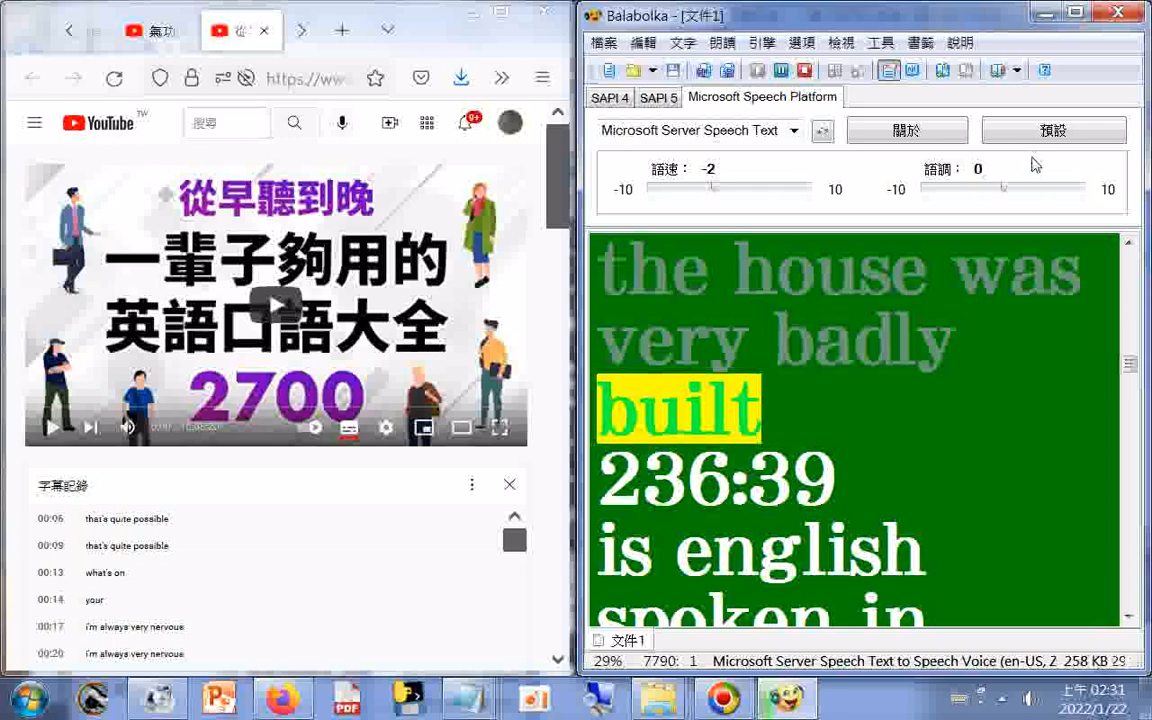 氣功
https://www
YouTube TW
搜尋
9+
從早聽到晚
一輩子夠用的
英語口語大全
2700
字幕記錄
00:06 that's quite possible
00:09 that's quite possible
00:13 what's on
00:14 your
00:17 i'm always very nervous
00:20 i'm always very nervous
Balabolka - [文件1]
檔案 編輯 文字 朗讀 引擎 選項 檢視 工具 書籤 說明
SAPI 4 SAPI 5 Microsoft Speech Platform
Microsoft Server Speech Text 關於 預設
語速： -2 語調： 0
-10 10 -10 10
the house was
very badly
built
236:39
is english
spoken in
文件1
29% 7790: 1 Microsoft Server Speech Text to Speech Voice (en-US, Z 258 KB 29
PDF
上午 02:31
2022/1/22